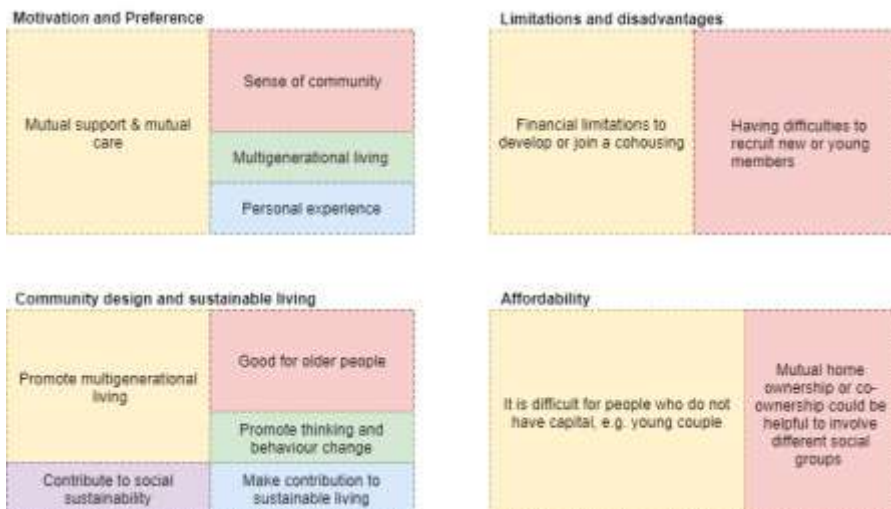 Motivation and Preference
Mutual support & mutual
care
Sense of community
Multigenerational living
Personal experience
Limitations and disadvantages
Financial limitations to
develop or join a cohousing
Having difficulties to
recruit new or young
members
Community design and sustainable living
Promote multigenerational
living
Good for older people
Promote thinking and
behaviour change
Contribute to social
sustainability
Make contribution to
sustainable living
Affordability
It is difficult for people who do not
have capital, e.g. young couple
Mutual home
ownership or co-
ownership could be
helpful to involve
different social
groups